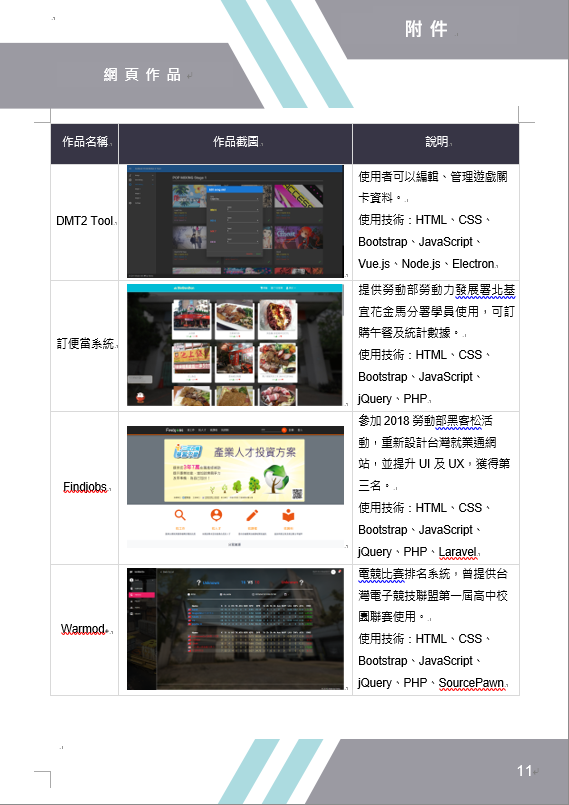 附件
網頁作品
作品名稱
作品截圖
說明
DMT2 Tool
使用者可以編輯、管理遊戲關
卡資料。
使用技術：HTML、CSS、
Bootstrap、JavaScript、
Vue.js、Node.js、Electron
訂便當系統
提供勞動部勞動力發展署北基
宜花金馬分署學員使用，可訂
購午餐及統計數據。
使用技術：HTML、CSS、
Bootstrap、JavaScript、
jQuery、PHP
Findjobs
產業人才投資方案
參加 2018 勞動部黑客松活
動，重新設計台灣就業通網
站，並提升 UI 及 UX，獲得第
三名。
使用技術：HTML、CSS、
Bootstrap、JavaScript、
jQuery、PHP、Laravel
Warmod
電競比賽排名系統，曾提供台
灣電子競技聯盟第一屆高中校
園聯賽使用。
使用技術：HTML、CSS、
Bootstrap、JavaScript、
jQuery、PHP、SourcePawn
11